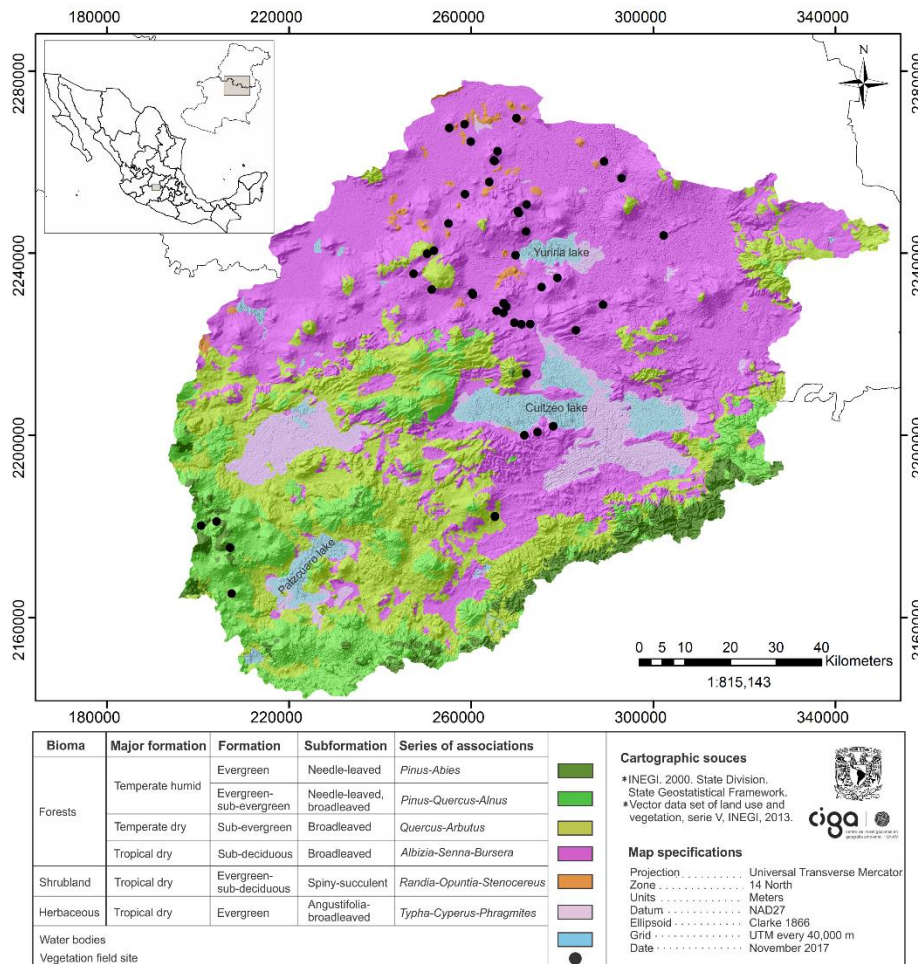 180000 220000 260000 300000 340000
N
2280000 2280000
2240000 2240000
2200000 2200000
2160000 2160000
Yuriria lake
Cuitzeo lake
Patzcuaro lake
0 5 10 20 30 40
Kilometers
1:815,143
180000 220000 260000 300000 340000
Bioma Major formation Formation Subformation Series of associations
Forests
Temperate humid
Evergreen Needle-leaved Pinus-Abies
Evergreen-
sub-evergreen
Needle-leaved,
broadleaved
Pinus-Quercus-Alnus
Temperate dry Sub-evergreen Broadleaved Quercus-Arbutus
Tropical dry Sub-deciduous Broadleaved Albizia-Senna-Bursera
Shrubland Tropical dry
Evergreen-
sub-deciduous
Spiny-succulent Randia-Opuntia-Stenocereus
Herbaceous Tropical dry Evergreen
Angustifolia-
broadleaved
Typha-Cyperus-Phragmites
Water bodies
Vegetation field site
Cartographic souces
*INEGI. 2000. State Division.
State Geostatistical Framework.
*Vector data set of land use and
vegetation, serie V, INEGI, 2013.
ciga
Map specifications
Projection . . . . . . . Universal Transverse Mercator
Zone . . . . . . . . . . 14 North
Units . . . . . . . . . . Meters
Datum . . . . . . . . . NAD27
Ellipsoid . . . . . . . . Clarke 1866
Grid . . . . . . . . . . . UTM every 40,000 m
Date . . . . . . . . . . November 2017